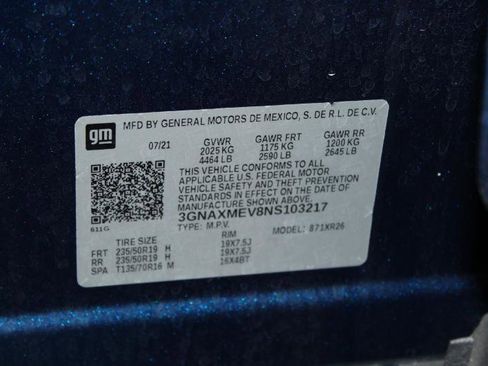 gm
MFD BY GENERAL MOTORS DE MEXICO, S. DE R.L. DE C.V.
07/21 GVWR GAWR FRT GAWR RR
2025 KG 1175 KG 1200 KG
4464 LB 2590 LB 2645 LB
THIS VEHICLE CONFORMS TO ALL
APPLICABLE U.S. FEDERAL MOTOR
VEHICLE SAFETY AND THEFT PREVENTION
STANDARDS IN EFFECT ON THE DATE OF
MANUFACTURE SHOWN ABOVE.
3GNAXMEV8NS103217
611G TYPE: M.P.V. MODEL: 871XR26
TIRE SIZE RIM
FRT 235/50R19 H 19X7.5J
RR 235/50R19 H 19X7.5J
SPA T135/70R16 M 16X4BT